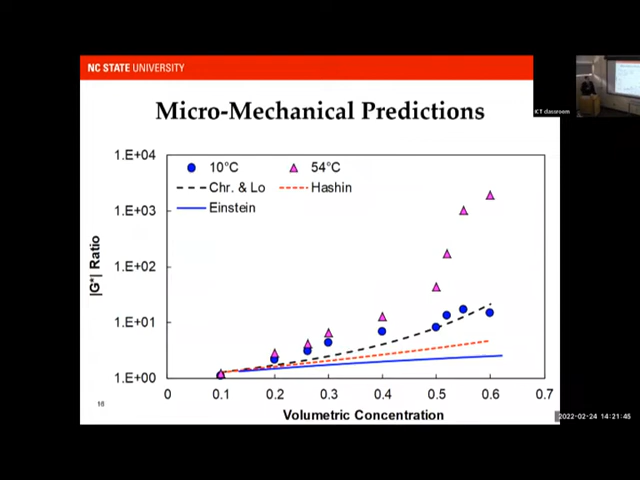 NC STATE UNIVERSITY
Micro-Mechanical Predictions
ICT classroom
1.E+04
1.E+03
1.E+02
1.E+01
1.E+00
|G*| Ratio
10°C
54°C
Chr. & Lo
Hashin
Einstein
0
0.1
0.2
0.3
0.4
0.5
0.6
0.7
Volumetric Concentration
16
2022-02-24 14:21:45